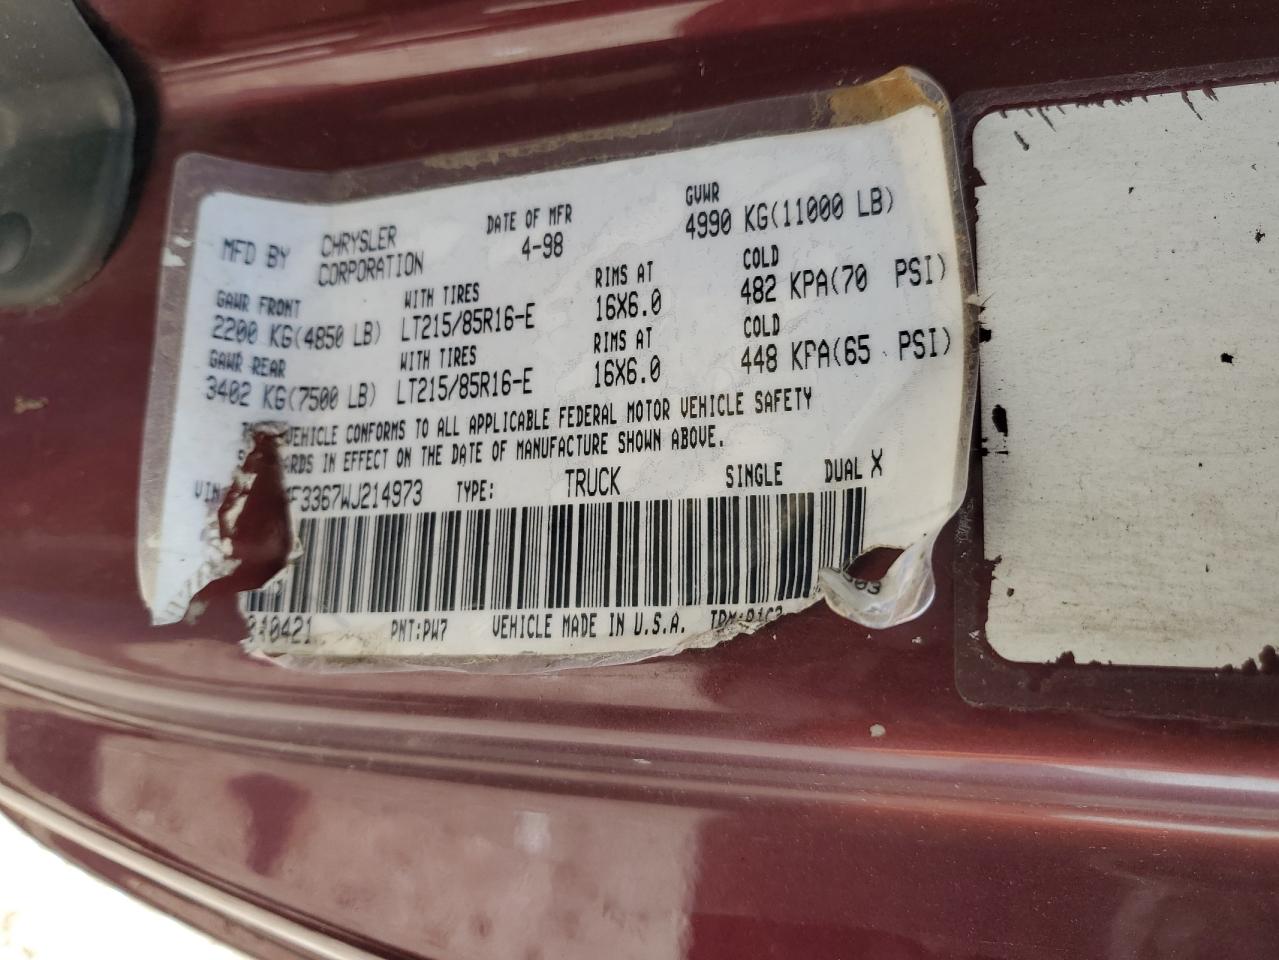 MFD BY CHRYSLER CORPORATION DATE OF MFR 4-98 GVWR 4990 KG(11000 LB)
GAWR FRONT WITH TIRES RIMS AT COLD
2200 KG(4850 LB) LT215/85R16-E 16X6.0 482 KPA(70 PSI)
GAWR REAR WITH TIRES RIMS AT COLD
3402 KG(7500 LB) LT215/85R16-E 16X6.0 448 KPA(65 PSI)
VEHICLE CONFORMS TO ALL APPLICABLE FEDERAL MOTOR VEHICLE SAFETY
ARDS IN EFFECT ON THE DATE OF MANUFACTURE SHOWN ABOVE.
VIN F3367WJ214973 TYPE: TRUCK SINGLE DUAL X
0421 PNT:PW7 VEHICLE MADE IN U.S.A.